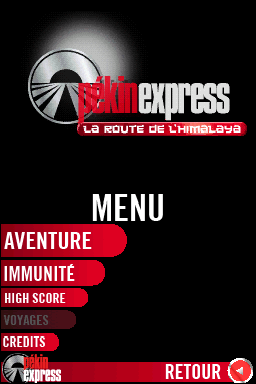 pékinexpress
LA ROUTE DE L'HIMALAYA
MENU
AVENTURE
IMMUNITÉ
HIGH SCORE
VOYAGES
CREDITS
pékin
express
RETOUR